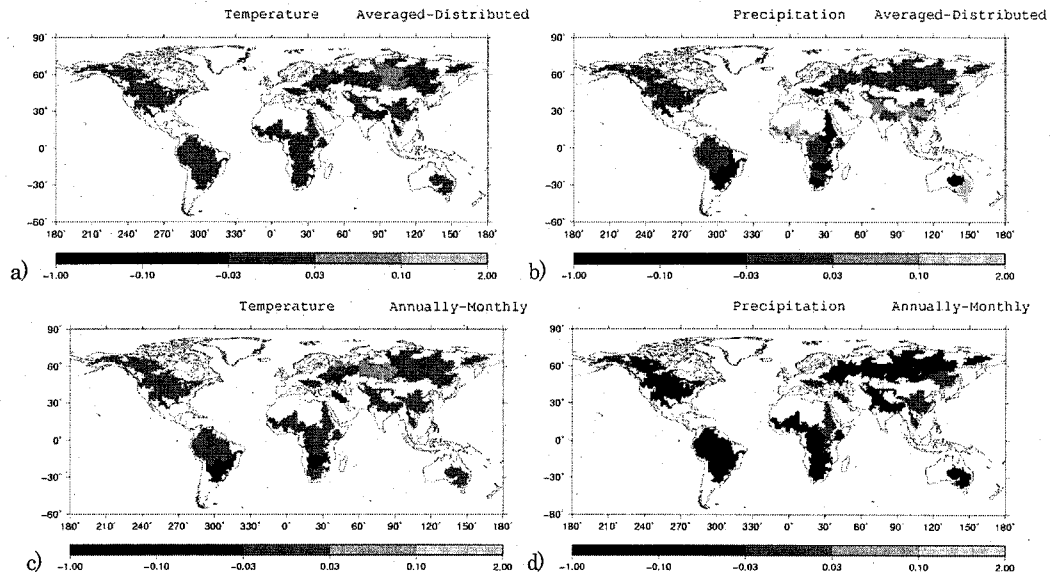 Temperature Averaged-Distributed
90°
60°
30°
0°
-30°
-60°
180° 210° 240° 270° 300° 330° 0° 30° 60° 90° 120° 150° 180°
a) -1.00 -0.10 -0.03 0.03 0.10 2.00
Precipitation Averaged-Distributed
90°
60°
30°
0°
-30°
-60°
180° 210° 240° 270° 300° 330° 0° 30° 60° 90° 120° 150° 180°
b) -1.00 -0.10 -0.03 0.03 0.10 2.00
Temperature Annually-Monthly
90°
60°
30°
0°
-30°
-60°
180° 210° 240° 270° 300° 330° 0° 30° 60° 90° 120° 150° 180°
c) -1.00 -0.10 -0.03 0.03 0.10 2.00
Precipitation Annually-Monthly
90°
60°
30°
0°
-30°
-60°
180° 210° 240° 270° 300° 330° 0° 30° 60° 90° 120° 150° 180°
d) -1.00 -0.10 -0.03 0.03 0.10 2.00